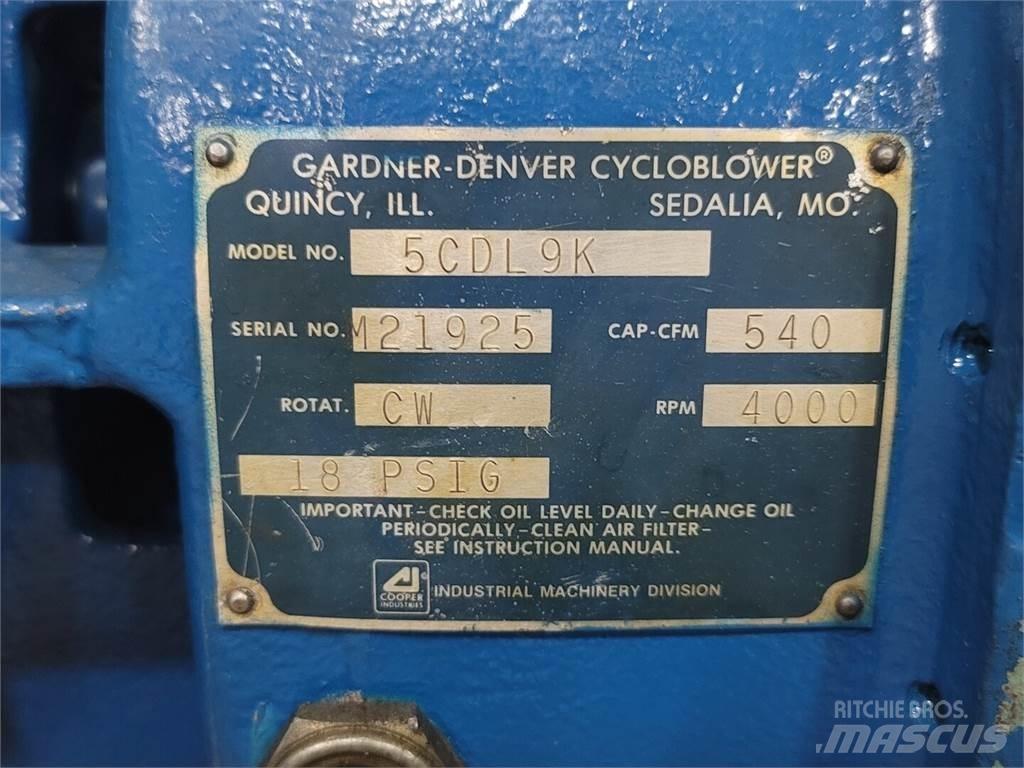 GARDNER-DENVER CYCLOBLOWER®
QUINCY, ILL. SEDALIA, MO.
MODEL NO. 5CDL9K
SERIAL NO. M21925 CAP-CFM 540
ROTAT. CW RPM 4000
18 PSIG
IMPORTANT-CHECK OIL LEVEL DAILY-CHANGE OIL
PERIODICALLY-CLEAN AIR FILTER-
SEE INSTRUCTION MANUAL.
COOPER
INDUSTRIES
INDUSTRIAL MACHINERY DIVISION
RITCHIE BROS.
MASCUS